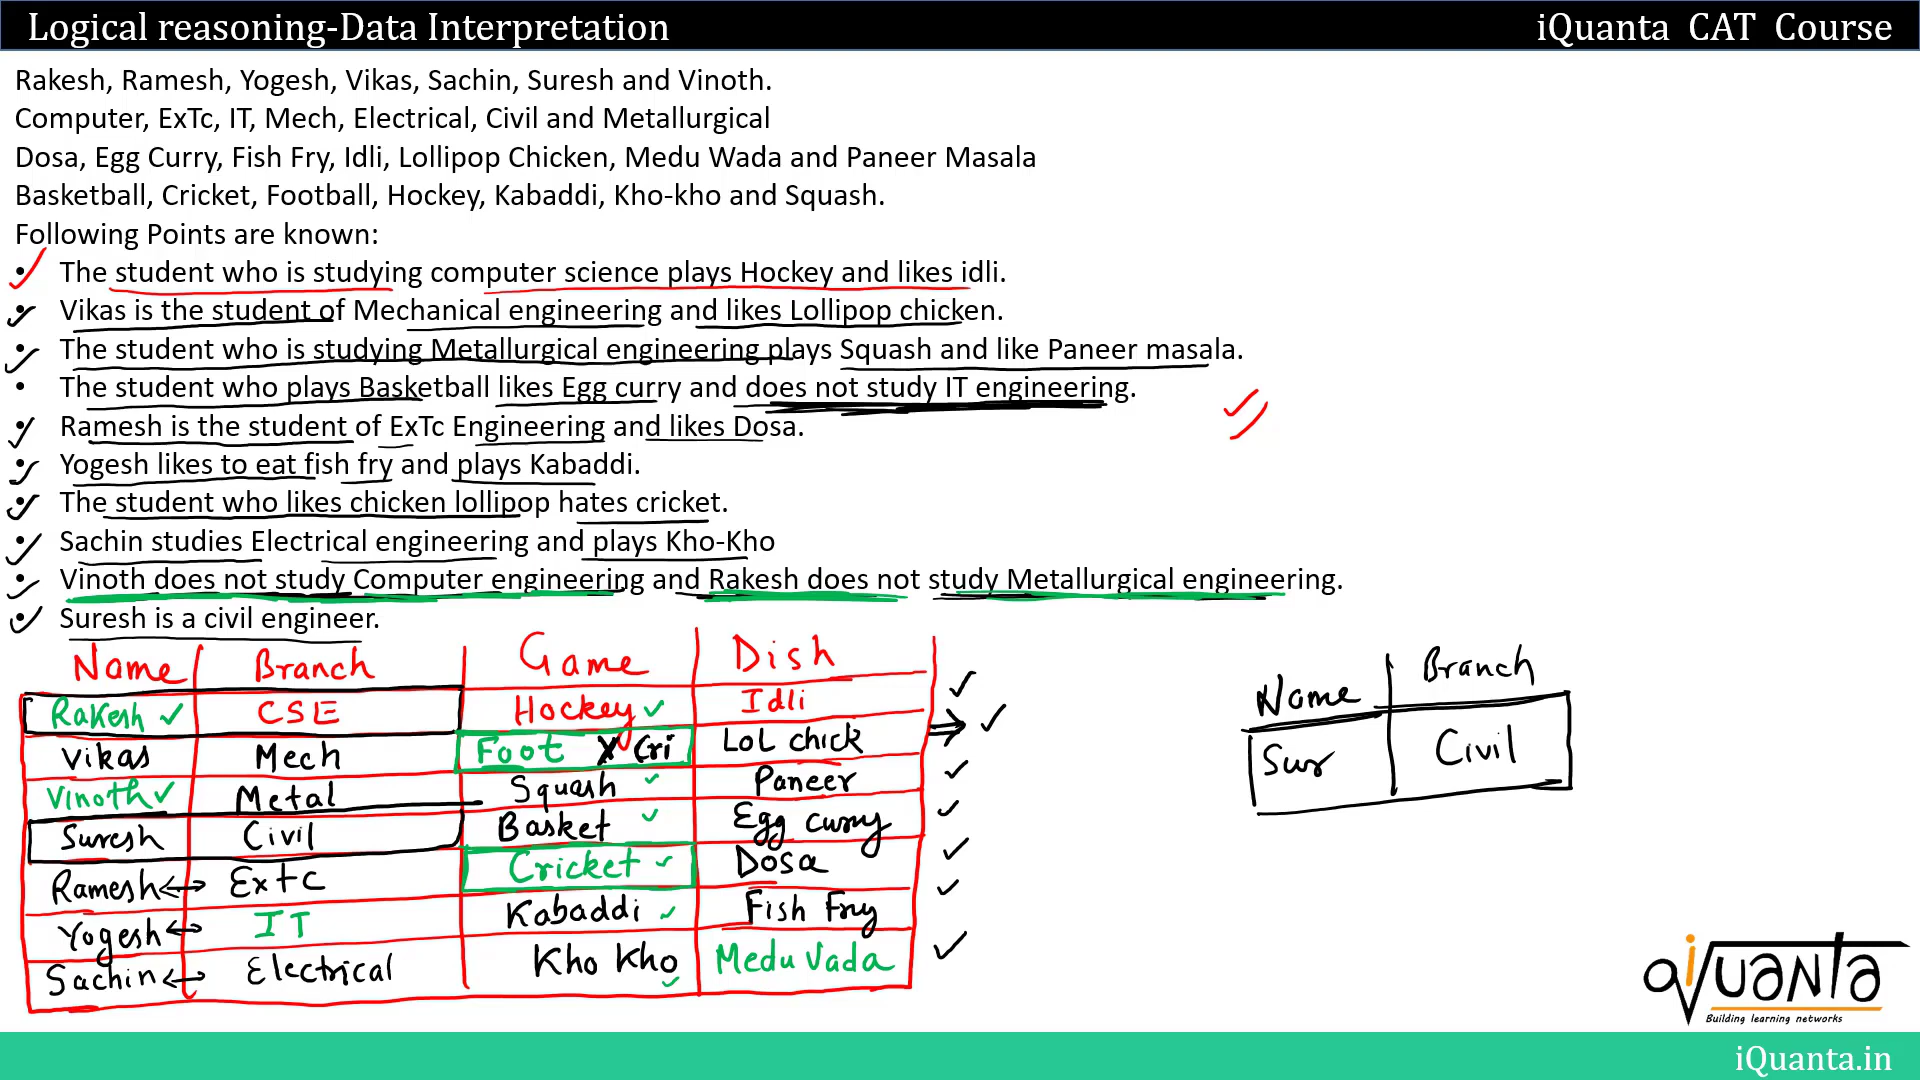 Logical reasoning-Data Interpretation
iQuanta CAT Course
Rakesh, Ramesh, Yogesh, Vikas, Sachin, Suresh and Vinoth.
Computer, ExTc, IT, Mech, Electrical, Civil and Metallurgical
Dosa, Egg Curry, Fish Fry, Idli, Lollipop Chicken, Medu Wada and Paneer Masala
Basketball, Cricket, Football, Hockey, Kabaddi, Kho-kho and Squash.
Following Points are known:
• The student who is studying computer science plays Hockey and likes idli.
• Vikas is the student of Mechanical engineering and likes Lollipop chicken.
• The student who is studying Metallurgical engineering plays Squash and like Paneer masala.
• The student who plays Basketball likes Egg curry and does not study IT engineering.
• Ramesh is the student of ExTc Engineering and likes Dosa.
• Yogesh likes to eat fish fry and plays Kabaddi.
• The student who likes chicken lollipop hates cricket.
• Sachin studies Electrical engineering and plays Kho-Kho
• Vinoth does not study Computer engineering and Rakesh does not study Metallurgical engineering.
• Suresh is a civil engineer.
Name Branch Game Dish
Rakesh CSE Hockey Idli
Vikas Mech Foot X Cri LoL chick
Vinoth Metal Squash Paneer
Suresh Civil Basket Egg curry
Ramesh Extc Cricket Dosa
Yogesh IT Kabaddi Fish Fry
Sachin Electrical Kho Kho Medu Vada
Name Branch
Sur Civil
iQuanta
Building learning networks
iQuanta.in